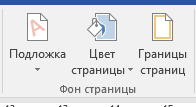 Подложка
Цвет страницы
Границы страниц
Фон страницы